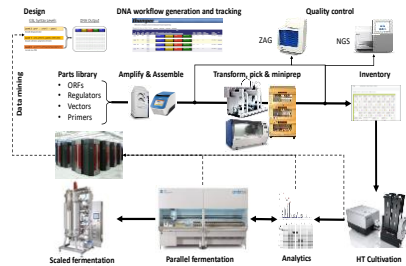 Design
DNA workflow generation and tracking
Quality control
ZAG
NGS
Data mining
Parts library
• ORFs
• Regulators
• Vectors
• Primers
Amplify & Assemble
Transform, pick & miniprep
Inventory
Scaled fermentation
Parallel fermentation
Analytics
HT Cultivation